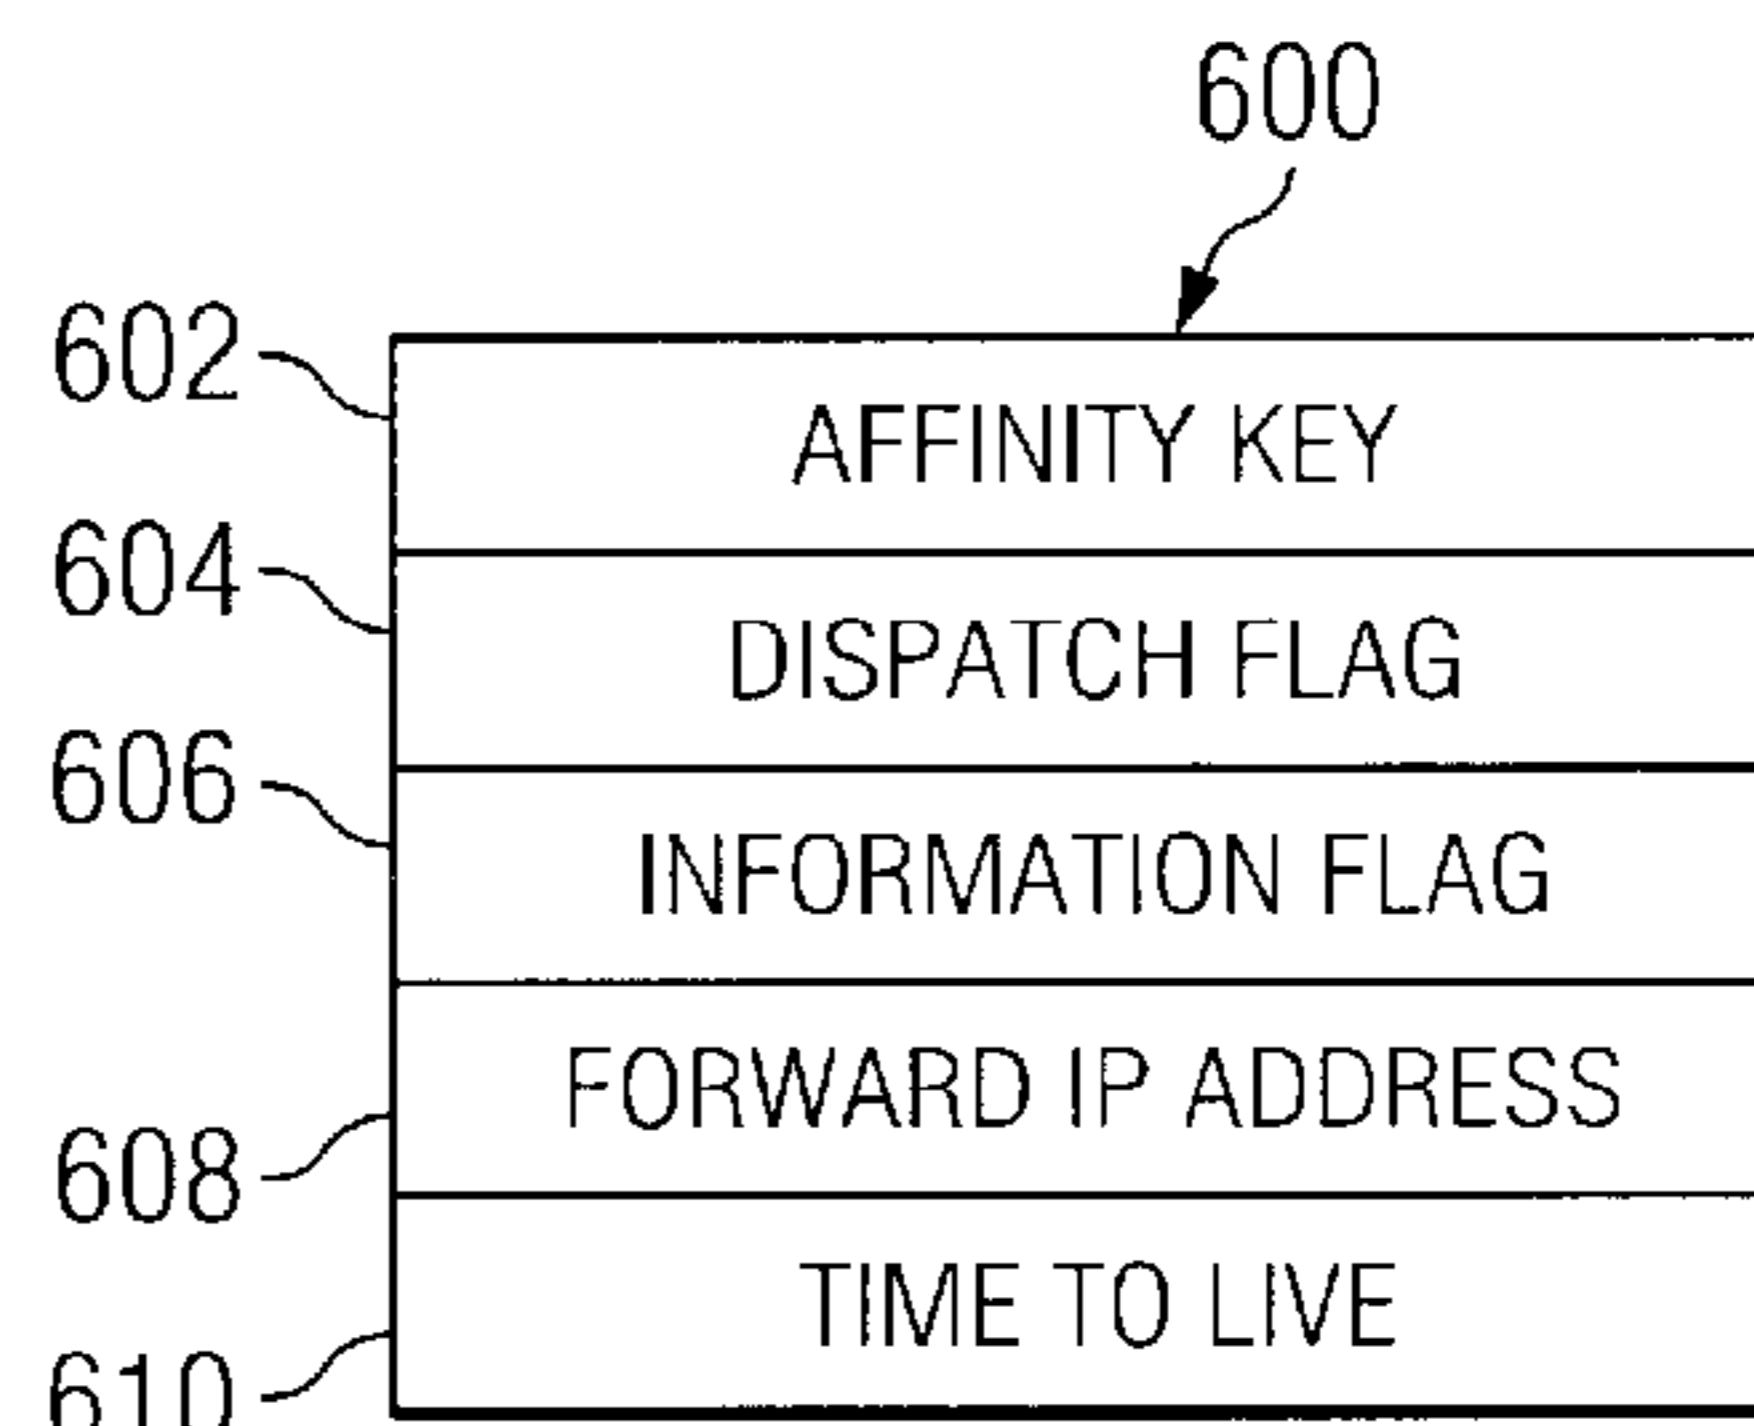 600
602
AFFINITY KEY
604
DISPATCH FLAG
606
INFORMATION FLAG
FORWARD IP ADDRESS
608
TIME TO LIVE
610